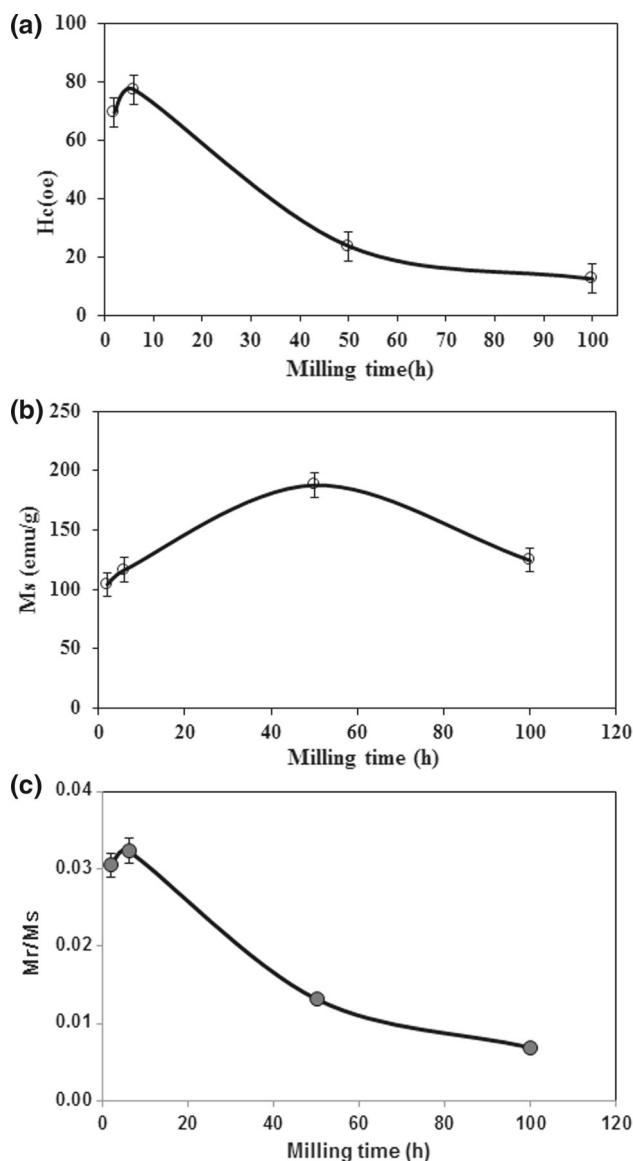 (a)
100
80
60
40
20
0
Hc(oe)
0 10 20 30 40 50 60 70 80 90 100
Milling time(h)
(b)
250
200
150
100
50
0
Ms (emu/g)
0 20 40 60 80 100 120
Milling time (h)
(c)
0.04
0.03
0.02
0.01
0.00
Mr/Ms
0 20 40 60 80 100 120
Milling time (h)